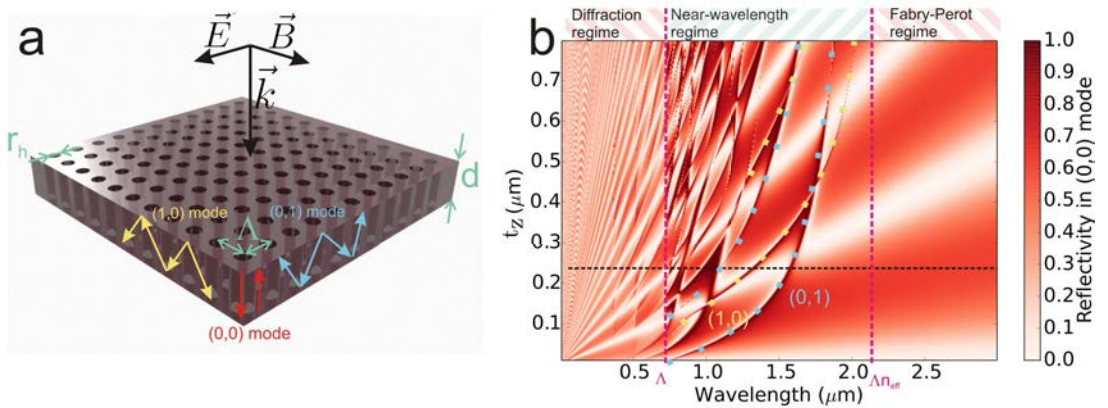 a
E
B
k
r_h
d
(1,0) mode
(0,1) mode
(0,0) mode
b
Diffraction
regime
Near-wavelength
regime
Fabry-Perot
regime
t_z (μm)
0.7
0.6
0.5
0.4
0.3
0.2
0.1
(1,0)
(0,1)
0.5
Λ
1.0
1.5
2.0
Λn_eff
2.5
Wavelength (μm)
1.0
0.9
0.8
0.7
0.6
0.5
0.4
0.3
0.2
0.1
0.0
Reflectivity in (0,0) mode